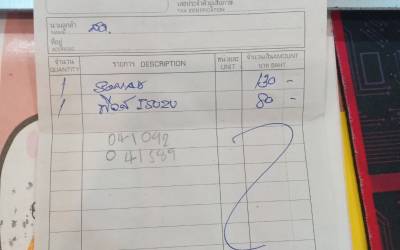 เลขประจำตัวผู้เสียภาษี
TAX IDENTIFICATION
นามลูกค้า
NAME
ที่อยู่
ADDRESS
จำนวน QUANTITY รายการ DESCRIPTION หน่วยละ UNIT จำนวนเงิน AMOUNT บาท BAHT
1 130 -
1 ISUZU 80 -
041092
041589